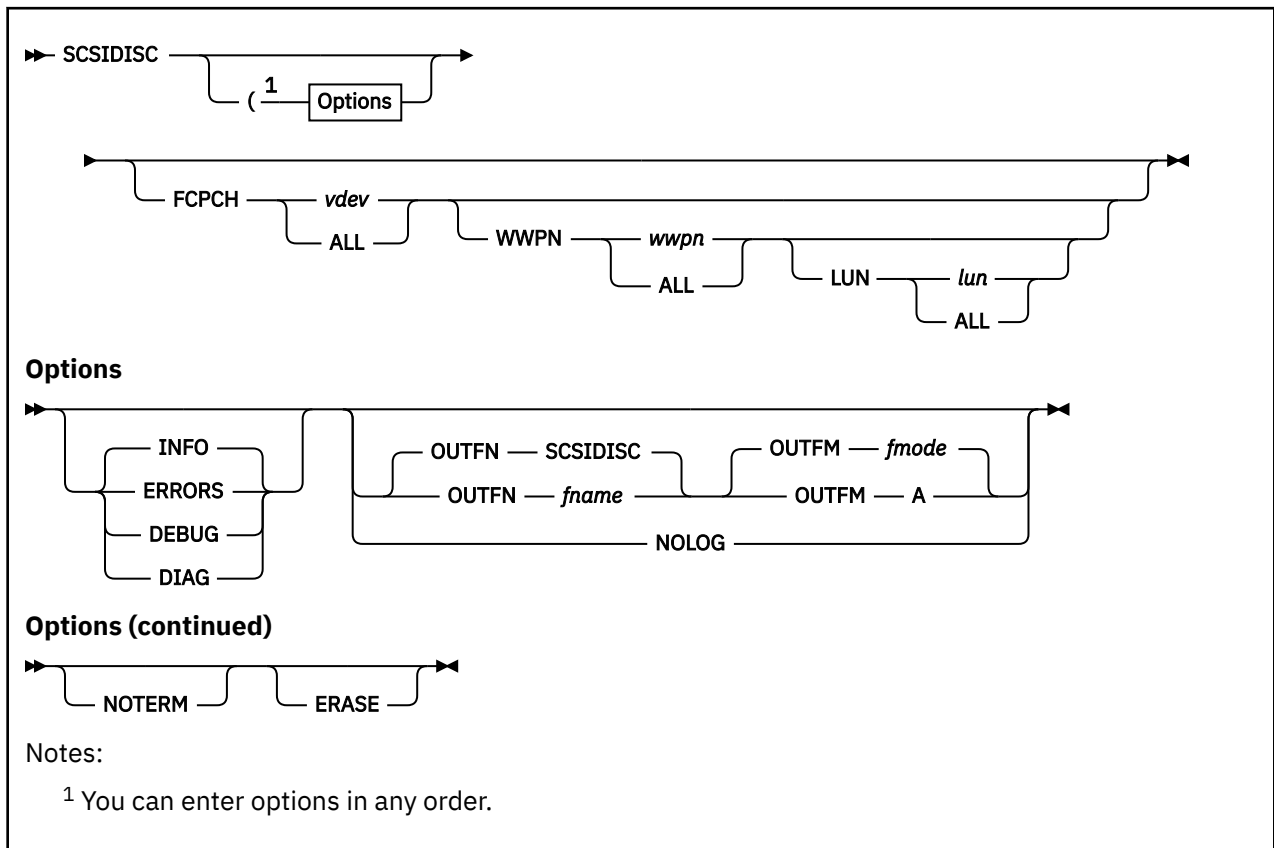 SCSIDISC
( 1 Options
FCPCH vdev
ALL
WWPN wwpn
ALL
LUN lun
ALL
Options
INFO
ERRORS
DEBUG
DIAG
OUTFN SCSIDISC
OUTFN fname
OUTFM fmode
OUTFM A
NOLOG
Options (continued)
NOTERM
ERASE
Notes:
1 You can enter options in any order.